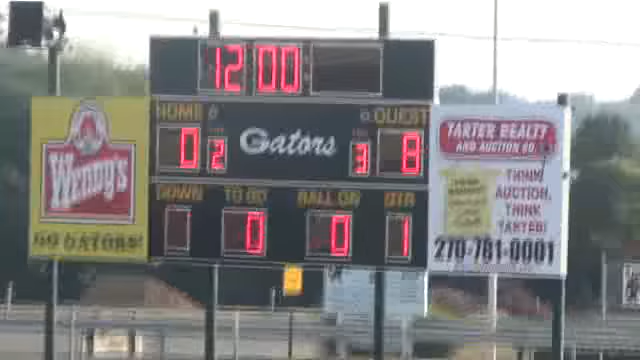 12:00
HOME GUEST
Gators
0 2 3 8
DOWN TO GO BALL ON QTR
0 0 1
Wendy's
GO GATORS!
TARTER REALTY
AND AUCTION CO.
THINK
AUCTION,
THINK
TARTER!
270-781-0001